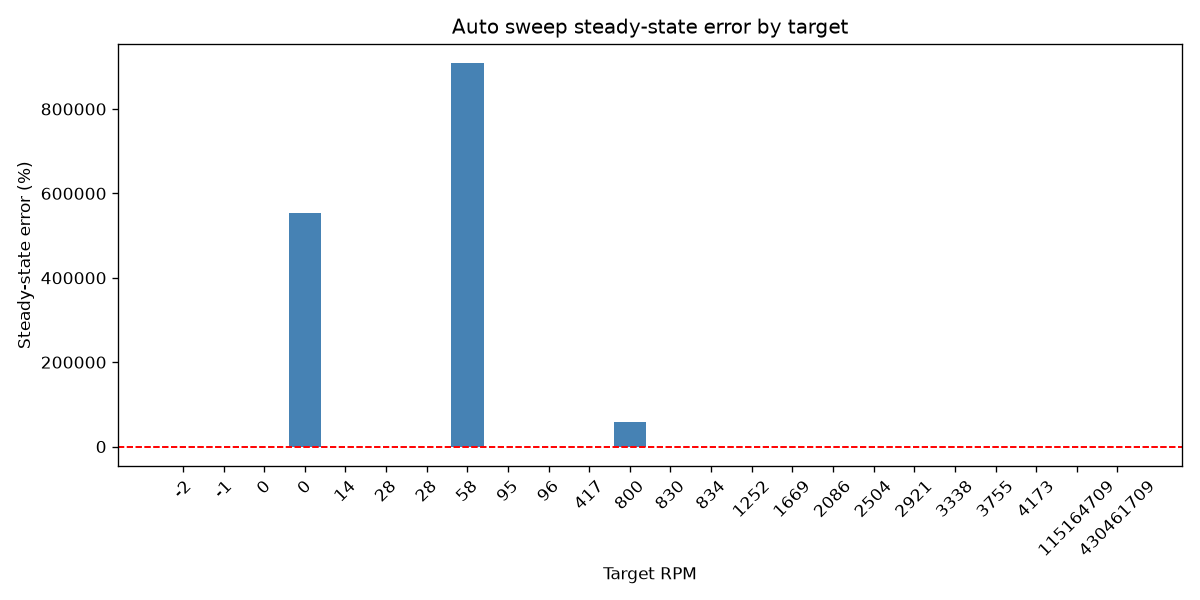 Auto sweep steady-state error by target
Steady-state error (%)
800000
600000
400000
200000
0
-2 -1 0 0 14 28 28 58 95 96 417 800 830 834 1252 1669 2086 2504 2921 3338 3755 4173 115164709 430461709
Target RPM